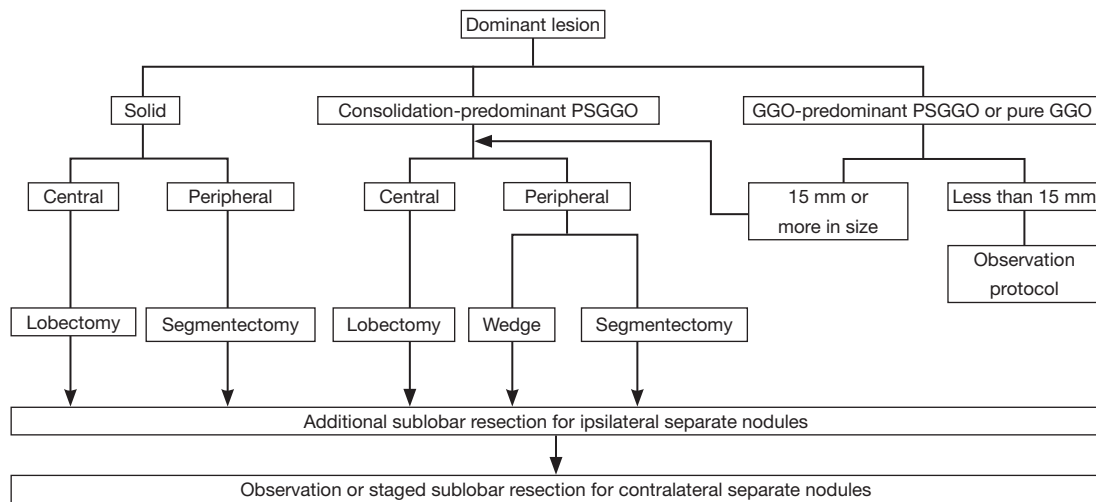 Dominant lesion
Solid
Consolidation-predominant PSGGO
GGO-predominant PSGGO or pure GGO
Central
Peripheral
Central
Peripheral
15 mm or
more in size
Less than 15 mm
Observation
protocol
Lobectomy
Segmentectomy
Lobectomy
Wedge
Segmentectomy
Additional sublobar resection for ipsilateral separate nodules
Observation or staged sublobar resection for contralateral separate nodules